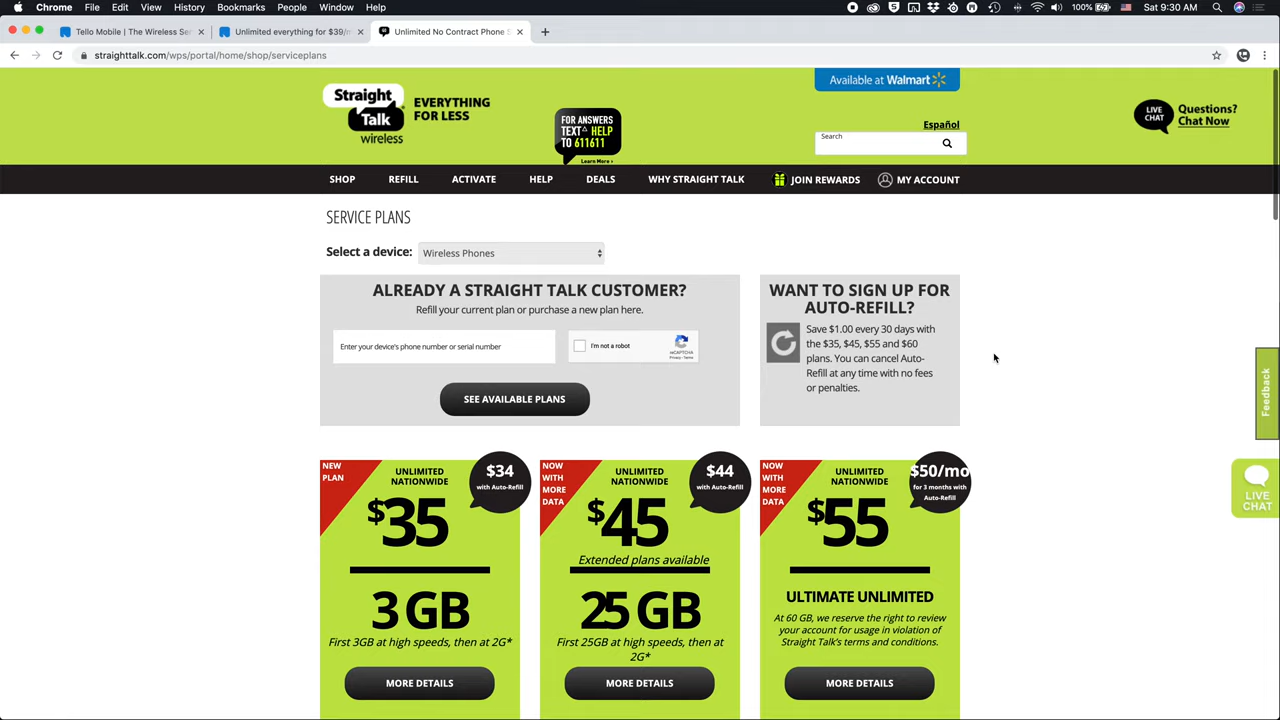 Chrome File Edit View History Bookmarks People Window Help
100% Sat 9:30 AM
Tello Mobile | The Wireless Ser
Unlimited everything for $39/m
Unlimited No Contract Phone
straighttalk.com/wps/portal/home/shop/serviceplans
Straight
Talk
wireless
EVERYTHING
FOR LESS
FOR ANSWERS
TEXT HELP
TO 611611
Learn More ›
Available at Walmart
Español
Search
LIVE
CHAT
Questions?
Chat Now
SHOP REFILL ACTIVATE HELP DEALS WHY STRAIGHT TALK JOIN REWARDS MY ACCOUNT
SERVICE PLANS
Select a device: Wireless Phones
ALREADY A STRAIGHT TALK CUSTOMER?
Refill your current plan or purchase a new plan here.
Enter your device's phone number or serial number
I'm not a robot
reCAPTCHA
Privacy - Terms
SEE AVAILABLE PLANS
WANT TO SIGN UP FOR
AUTO-REFILL?
Save $1.00 every 30 days with
the $35, $45, $55 and $60
plans. You can cancel Auto-
Refill at any time with no fees
or penalties.
Feedback
LIVE
CHAT
NEW
PLAN
UNLIMITED
NATIONWIDE
$34
with Auto-Refill
$35
3 GB
First 3GB at high speeds, then at 2G*
MORE DETAILS
NOW
WITH
MORE
DATA
UNLIMITED
NATIONWIDE
$44
with Auto-Refill
$45
Extended plans available
25 GB
First 25GB at high speeds, then at
2G*
MORE DETAILS
NOW
WITH
MORE
DATA
UNLIMITED
NATIONWIDE
$50/mo
for 3 months with
Auto-Refill
$55
ULTIMATE UNLIMITED
At 60 GB, we reserve the right to review
your account for usage in violation of
Straight Talk's terms and conditions.
MORE DETAILS